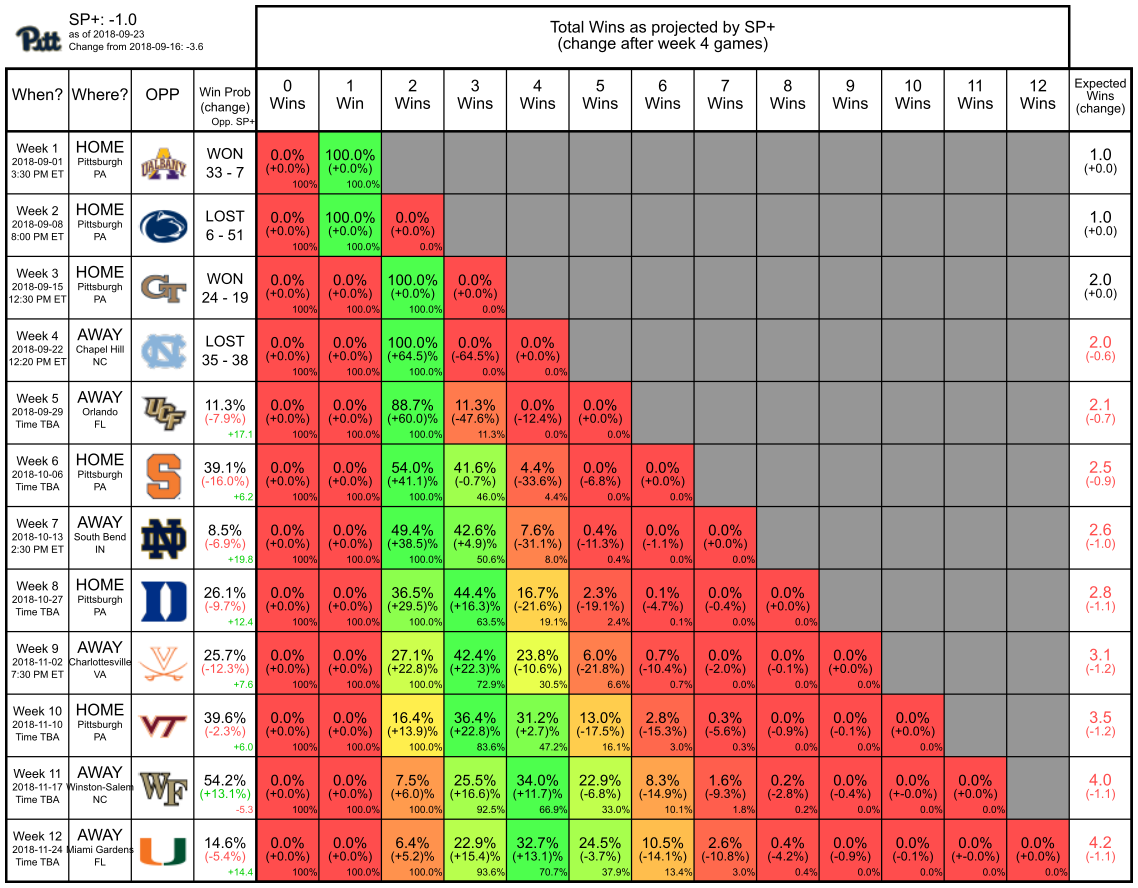 Pitt
SP+: -1.0
as of 2018-09-23
Change from 2018-09-16: -3.6
Total Wins as projected by SP+
(change after week 4 games)
When? Where? OPP Win Prob (change) Opp. SP+ 0 Wins 1 Win 2 Wins 3 Wins 4 Wins 5 Wins 6 Wins 7 Wins 8 Wins 9 Wins 10 Wins 11 Wins 12 Wins Expected Wins (change)
Week 1 HOME WON 0.0% 100.0% 1.0
2018-09-01 Pittsburgh UALBANY 33 - 7 (+0.0%) (+0.0%) (+0.0)
3:30 PM ET PA 100% 100.0%
Week 2 HOME LOST 0.0% 100.0% 0.0% 1.0
2018-09-08 Pittsburgh 6 - 51 (+0.0%) (+0.0%) (+0.0%) (+0.0)
8:00 PM ET PA 100% 100.0% 0.0%
Week 3 HOME WON 0.0% 0.0% 100.0% 0.0% 2.0
2018-09-15 Pittsburgh GT 24 - 19 (+0.0%) (+0.0%) (+0.0%) (+0.0%) (+0.0)
12:30 PM ET PA 100% 100.0% 100.0% 0.0%
Week 4 AWAY LOST 0.0% 0.0% 100.0% 0.0% 0.0% 2.0
2018-09-22 Chapel Hill NC 35 - 38 (+0.0%) (+0.0%) (+64.5)% (-64.5%) (+0.0%) (-0.6)
12:20 PM ET NC 100% 100.0% 100.0% 0.0% 0.0%
Week 5 AWAY 11.3% 0.0% 0.0% 88.7% 11.3% 0.0% 0.0% 2.1
2018-09-29 Orlando UCF (-7.9%) (+0.0%) (+0.0%) (+60.0)% (-47.6%) (-12.4%) (+0.0%) (-0.7)
Time TBA FL +17.1 100% 100.0% 100.0% 11.3% 0.0% 0.0%
Week 6 HOME 39.1% 0.0% 0.0% 54.0% 41.6% 4.4% 0.0% 0.0% 2.5
2018-10-06 Pittsburgh S (-16.0%) (+0.0%) (+0.0%) (+41.1)% (-0.7%) (-33.6%) (-6.8%) (+0.0%) (-0.9)
Time TBA PA +6.2 100% 100.0% 100.0% 46.0% 4.4% 0.0% 0.0%
Week 7 AWAY 8.5% 0.0% 0.0% 49.4% 42.6% 7.6% 0.4% 0.0% 0.0% 2.6
2018-10-13 South Bend ND (-6.9%) (+0.0%) (+0.0%) (+38.5)% (+4.9)% (-31.1%) (-11.3%) (-1.1%) (+0.0%) (-1.0)
2:30 PM ET IN +19.8 100% 100.0% 100.0% 50.6% 8.0% 0.4% 0.0% 0.0%
Week 8 HOME 26.1% 0.0% 0.0% 36.5% 44.4% 16.7% 2.3% 0.1% 0.0% 0.0% 2.8
2018-10-27 Pittsburgh D (-9.7%) (+0.0%) (+0.0%) (+29.5)% (+16.3)% (-21.6%) (-19.1%) (-4.7%) (-0.4%) (+0.0%) (-1.1)
Time TBA PA +12.4 100% 100.0% 100.0% 63.5% 19.1% 2.4% 0.1% 0.0% 0.0%
Week 9 AWAY 25.7% 0.0% 0.0% 27.1% 42.4% 23.8% 6.0% 0.7% 0.0% 0.0% 0.0% 3.1
2018-11-02 Charlottesville V (-12.3%) (+0.0%) (+0.0%) (+22.8)% (+22.3)% (-10.6%) (-21.8%) (-10.4%) (-2.0%) (-0.1%) (+0.0%) (-1.2)
7:30 PM ET VA +7.6 100% 100.0% 100.0% 72.9% 30.5% 6.6% 0.7% 0.0% 0.0% 0.0%
Week 10 HOME 39.6% 0.0% 0.0% 16.4% 36.4% 31.2% 13.0% 2.8% 0.3% 0.0% 0.0% 0.0% 3.5
2018-11-10 Pittsburgh VT (-2.3%) (+0.0%) (+0.0%) (+13.9)% (+22.8)% (+2.7)% (-17.5%) (-15.3%) (-5.6%) (-0.9%) (-0.1%) (+0.0%) (-1.2)
Time TBA PA +6.0 100% 100.0% 100.0% 83.6% 47.2% 16.1% 3.0% 0.3% 0.0% 0.0% 0.0%
Week 11 AWAY 54.2% 0.0% 0.0% 7.5% 25.5% 34.0% 22.9% 8.3% 1.6% 0.2% 0.0% 0.0% 0.0% 4.0
2018-11-17 Winston-Salem WF (+13.1%) (+0.0%) (+0.0%) (+6.0)% (+16.6)% (+11.7)% (-6.8%) (-14.9%) (-9.3%) (-2.8%) (-0.4%) (+-0.0%) (+0.0%) (-1.1)
Time TBA NC -5.3 100% 100.0% 100.0% 92.5% 66.9% 33.0% 10.1% 1.8% 0.2% 0.0% 0.0% 0.0%
Week 12 AWAY 14.6% 0.0% 0.0% 6.4% 22.9% 32.7% 24.5% 10.5% 2.6% 0.4% 0.0% 0.0% 0.0% 0.0% 4.2
2018-11-24 Miami Gardens U (-5.4%) (+0.0%) (+0.0%) (+5.2)% (+15.4)% (+13.1)% (-3.7%) (-14.1%) (-10.8%) (-4.2%) (-0.9%) (-0.1%) (+-0.0%) (+0.0%) (-1.1)
Time TBA FL +14.4 100% 100.0% 100.0% 93.6% 70.7% 37.9% 13.4% 3.0% 0.4% 0.0% 0.0% 0.0% 0.0%